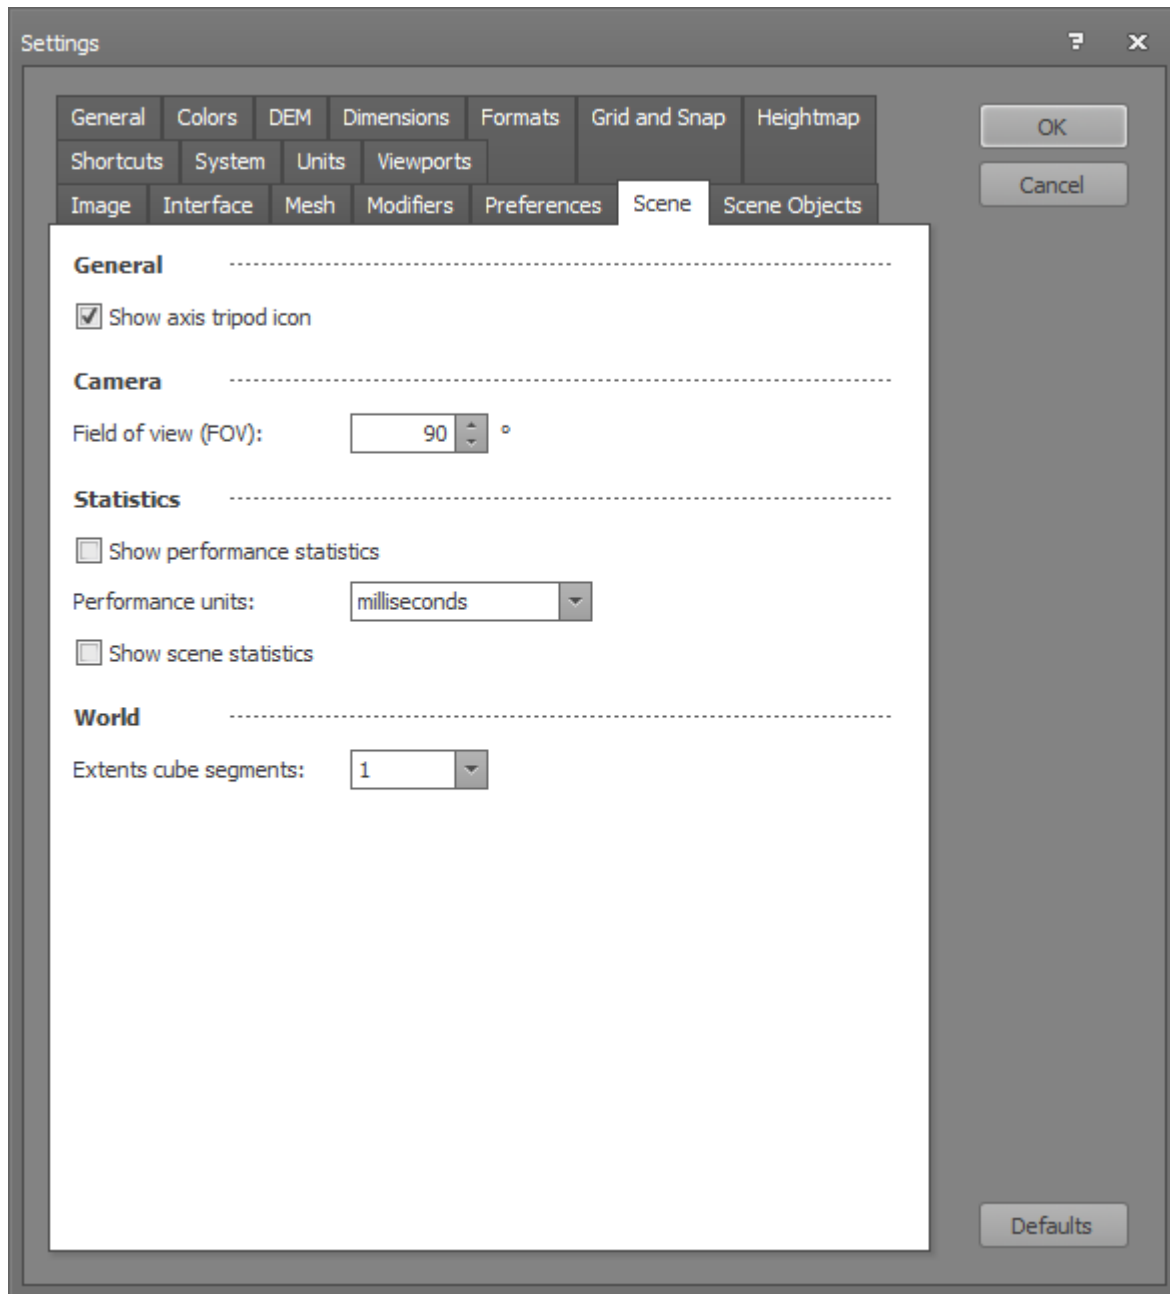 Settings
General Colors DEM Dimensions Formats Grid and Snap Heightmap
Shortcuts System Units Viewports
Image Interface Mesh Modifiers Preferences Scene Scene Objects
OK
Cancel
General
Show axis tripod icon
Camera
Field of view (FOV): 90 °
Statistics
Show performance statistics
Performance units: milliseconds
Show scene statistics
World
Extents cube segments: 1
Defaults